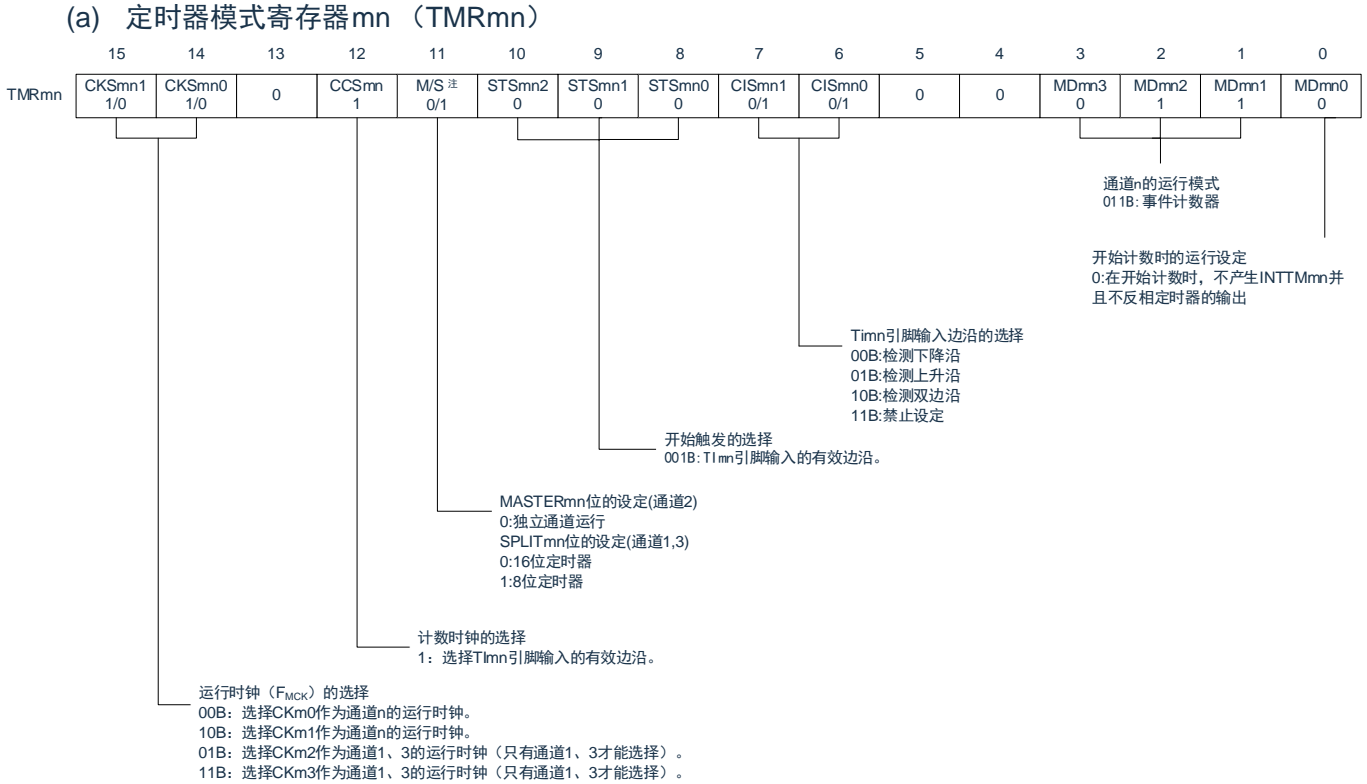 (a) 定时器模式寄存器mn （TMRmn）
15 14 13 12 11 10 9 8 7 6 5 4 3 2 1 0
TMRmn CKSmn1 CKSmn0 0 CCSmn M/S 注 STSmn2 STSmn1 STSmn0 CISmn1 CISmn0 0 0 MDmn3 MDmn2 MDmn1 MDmn0
1/0 1/0 1 0/1 0 0 0 0/1 0/1 0 1 1 0
通道n的运行模式
011B:事件计数器
开始计数时的运行设定
0:在开始计数时，不产生INTTMmn并
且不反相定时器的输出
Timn引脚输入边沿的选择
00B:检测下降沿
01B:检测上升沿
10B:检测双边沿
11B:禁止设定
开始触发的选择
001B:TImn引脚输入的有效边沿。
MASTERmn位的设定(通道2)
0:独立通道运行
SPLITmn位的设定(通道1,3)
0:16位定时器
1:8位定时器
计数时钟的选择
1：选择TImn引脚输入的有效边沿。
运行时钟（FMCK）的选择
00B：选择CKm0作为通道n的运行时钟。
10B：选择CKm1作为通道n的运行时钟。
01B：选择CKm2作为通道1、3的运行时钟（只有通道1、3才能选择）。
11B：选择CKm3作为通道1、3的运行时钟（只有通道1、3才能选择）。